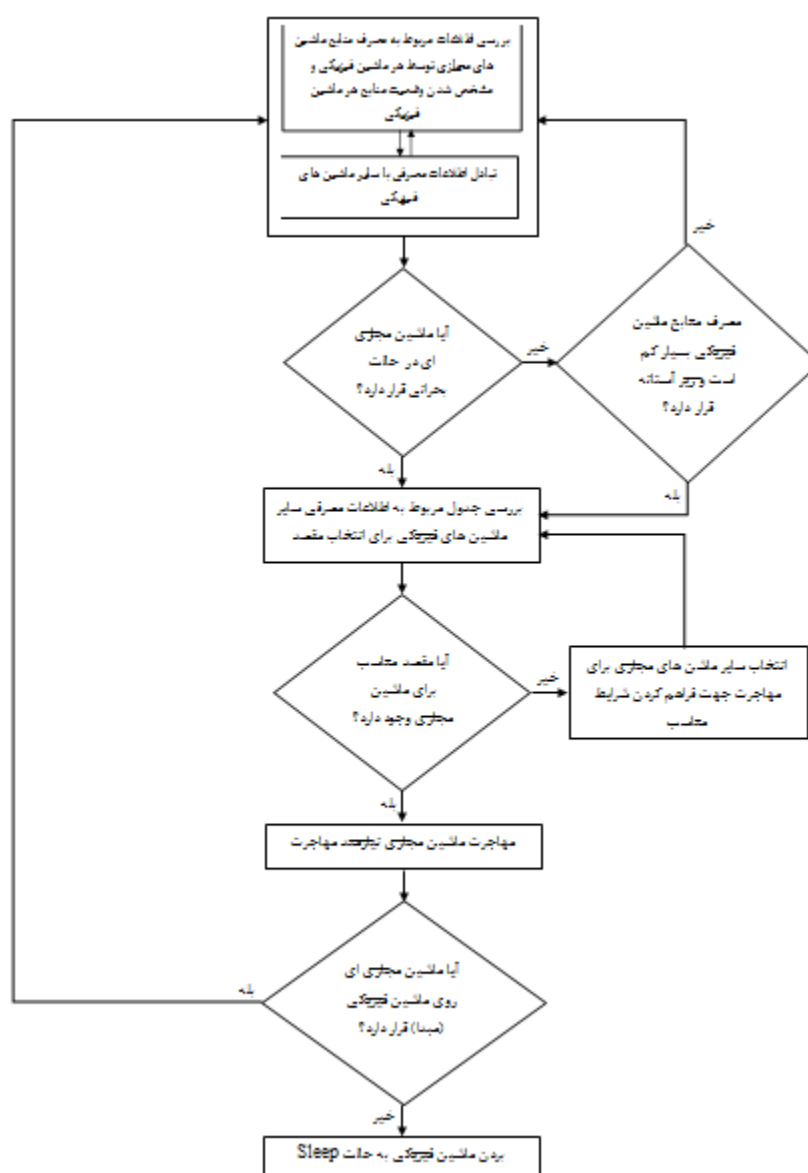 بررسی اطلاعات مربوط به مصرف منابع ماشین
های مجازی توسط هر ماشین فیزیکی و
مشخص شدن وضعیت منابع هر ماشین
فیزیکی
تبادل اطلاعات مصرفی با سایر ماشین های
فیزیکی
خیر
آیا ماشین مجازی
ای در حالت
بحرانی قرار دارد؟
خیر
مصرف منابع ماشین
فیزیکی بسیار کم
است و زیر آستانه
قرار دارد؟
بله
بله
بررسی جدول مربوط به اطلاعات مصرفی سایر
ماشین های فیزیکی برای انتخاب مقصد
آیا مقصد مناسب
برای ماشین
مجازی وجود دارد؟
خیر
انتخاب سایر ماشن های مجازی برای
مهاجرت جهت فراهم کردن شرایط
مناسب
بله
مهاجرت ماشین مجازی نیازمند مهاجرت
آیا ماشین مجازی ای
روی ماشین فیزیکی
(مبدا) قرار دارد؟
بله
خیر
بردن ماشین فیزیکی به حالت Sleep